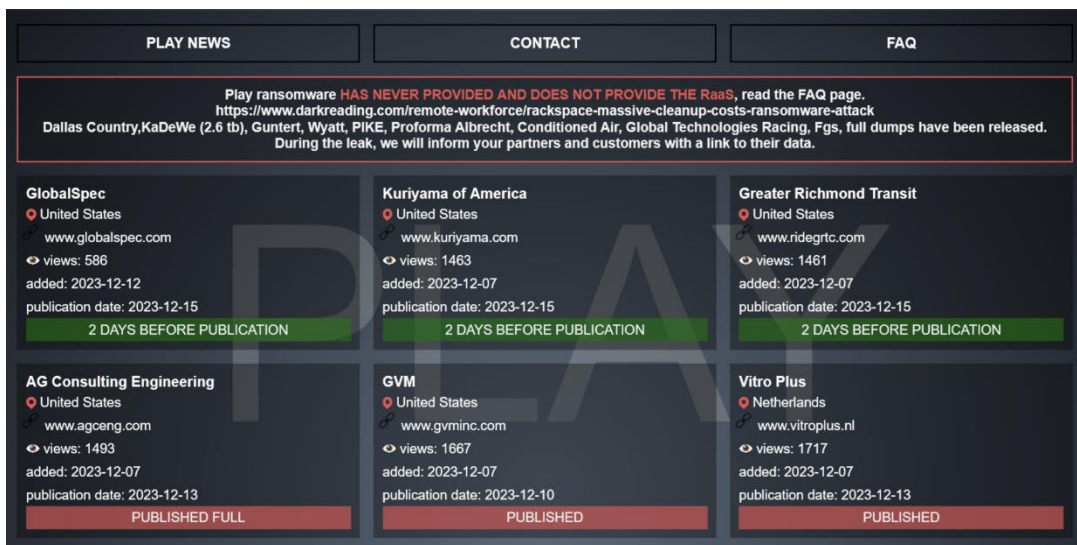 PLAY NEWS
CONTACT
FAQ
Play ransomware HAS NEVER PROVIDED AND DOES NOT PROVIDE THE RaaS, read the FAQ page.
https://www.darkreading.com/remote-workforce/rackspace-massive-cleanup-costs-ransomware-attack
Dallas Country,KaDeWe (2.6 tb), Guntert, Wyatt, PIKE, Proforma Albrecht, Conditioned Air, Global Technologies Racing, Fgs, full dumps have been released.
During the leak, we will inform your partners and customers with a link to their data.
GlobalSpec
United States
www.globalspec.com
views: 586
added: 2023-12-12
publication date: 2023-12-15
2 DAYS BEFORE PUBLICATION
Kuriyama of America
United States
www.kuriyama.com
views: 1463
added: 2023-12-07
publication date: 2023-12-15
2 DAYS BEFORE PUBLICATION
Greater Richmond Transit
United States
www.ridegrtc.com
views: 1461
added: 2023-12-07
publication date: 2023-12-15
2 DAYS BEFORE PUBLICATION
PLAY
AG Consulting Engineering
United States
www.agceng.com
views: 1493
added: 2023-12-07
publication date: 2023-12-13
PUBLISHED FULL
GVM
United States
www.gvminc.com
views: 1667
added: 2023-12-07
publication date: 2023-12-10
PUBLISHED
Vitro Plus
Netherlands
www.vitroplus.nl
views: 1717
added: 2023-12-07
publication date: 2023-12-13
PUBLISHED